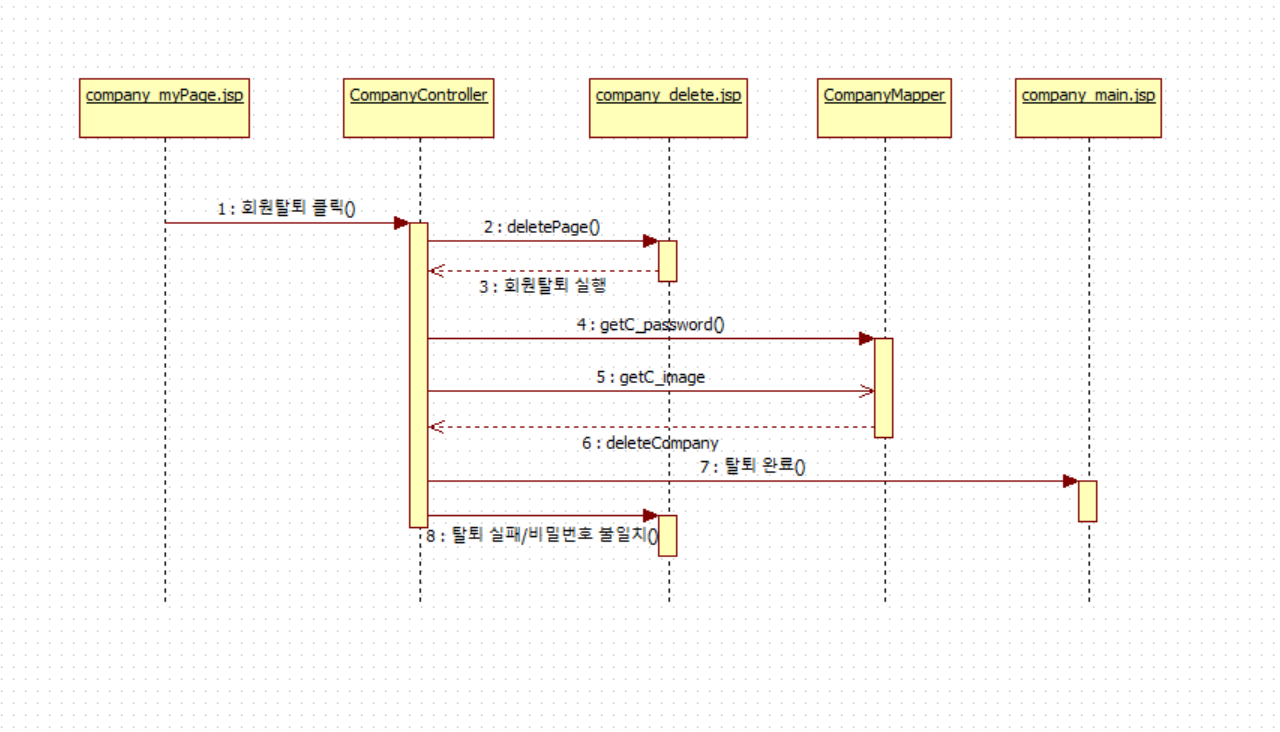 company_myPage.jsp
CompanyController
company_delete.jsp
CompanyMapper
company_main.jsp
1 : 회원탈퇴 클릭()
2 : deletePage()
3 : 회원탈퇴 실행
4 : getC_password()
5 : getC_image
6 : deleteCompany
7 : 탈퇴 완료()
8 : 탈퇴 실패/비밀번호 불일치()